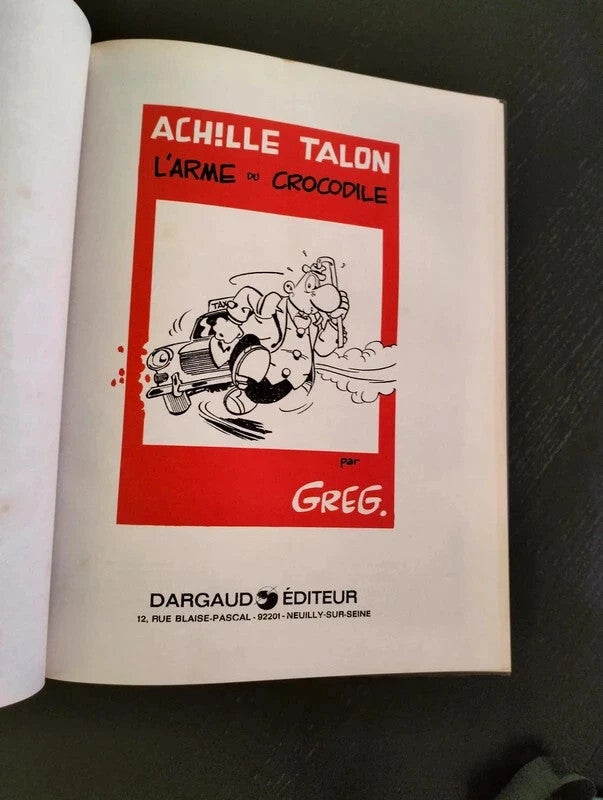 ACH!LLE TALON
L'ARME DU CROCODILE
TAXI
par
GREG.
DARGAUD ÉDITEUR
12, RUE BLAISE-PASCAL - 92201 - NEUILLY-SUR-SEINE